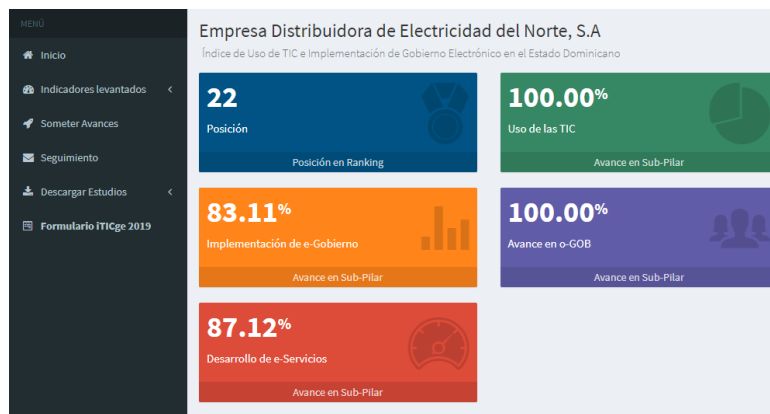 MENÚ
Inicio
Indicadores levantados
Someter Avances
Seguimiento
Descargar Estudios
Formulario iTICge 2019
Empresa Distribuidora de Electricidad del Norte, S.A
Índice de Uso de TIC e Implementación de Gobierno Electrónico en el Estado Dominicano
22
Posición
Posición en Ranking
100.00%
Uso de las TIC
Avance en Sub-Pilar
83.11%
Implementación de e-Gobierno
Avance en Sub-Pilar
100.00%
Avance en o-GOB
Avance en Sub-Pilar
87.12%
Desarrollo de e-Servicios
Avance en Sub-Pilar